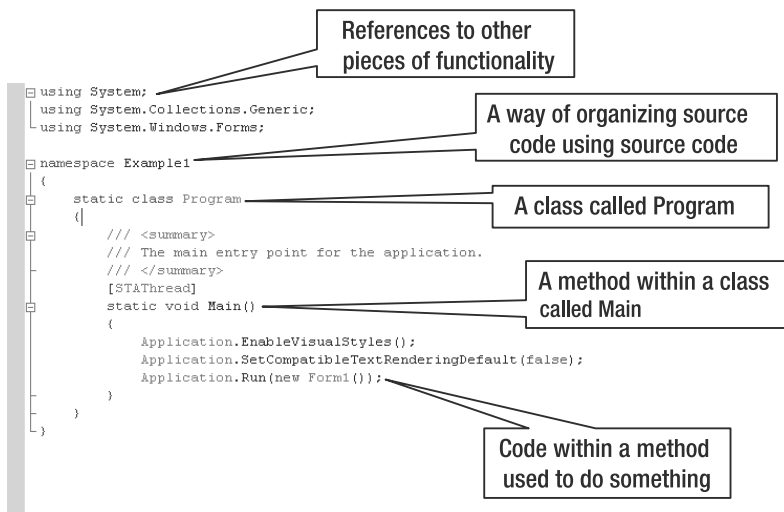 References to other
pieces of functionality
using System;
using System.Collections.Generic;
using System.Windows.Forms;
A way of organizing source
code using source code
namespace Example1
{
static class Program
A class called Program
{
/// <summary>
/// The main entry point for the application.
/// </summary>
[STAThread]
A method within a class
called Main
static void Main()
{
Application.EnableVisualStyles();
Application.SetCompatibleTextRenderingDefault(false);
Application.Run(new Form1());
}
}
}
Code within a method
used to do something